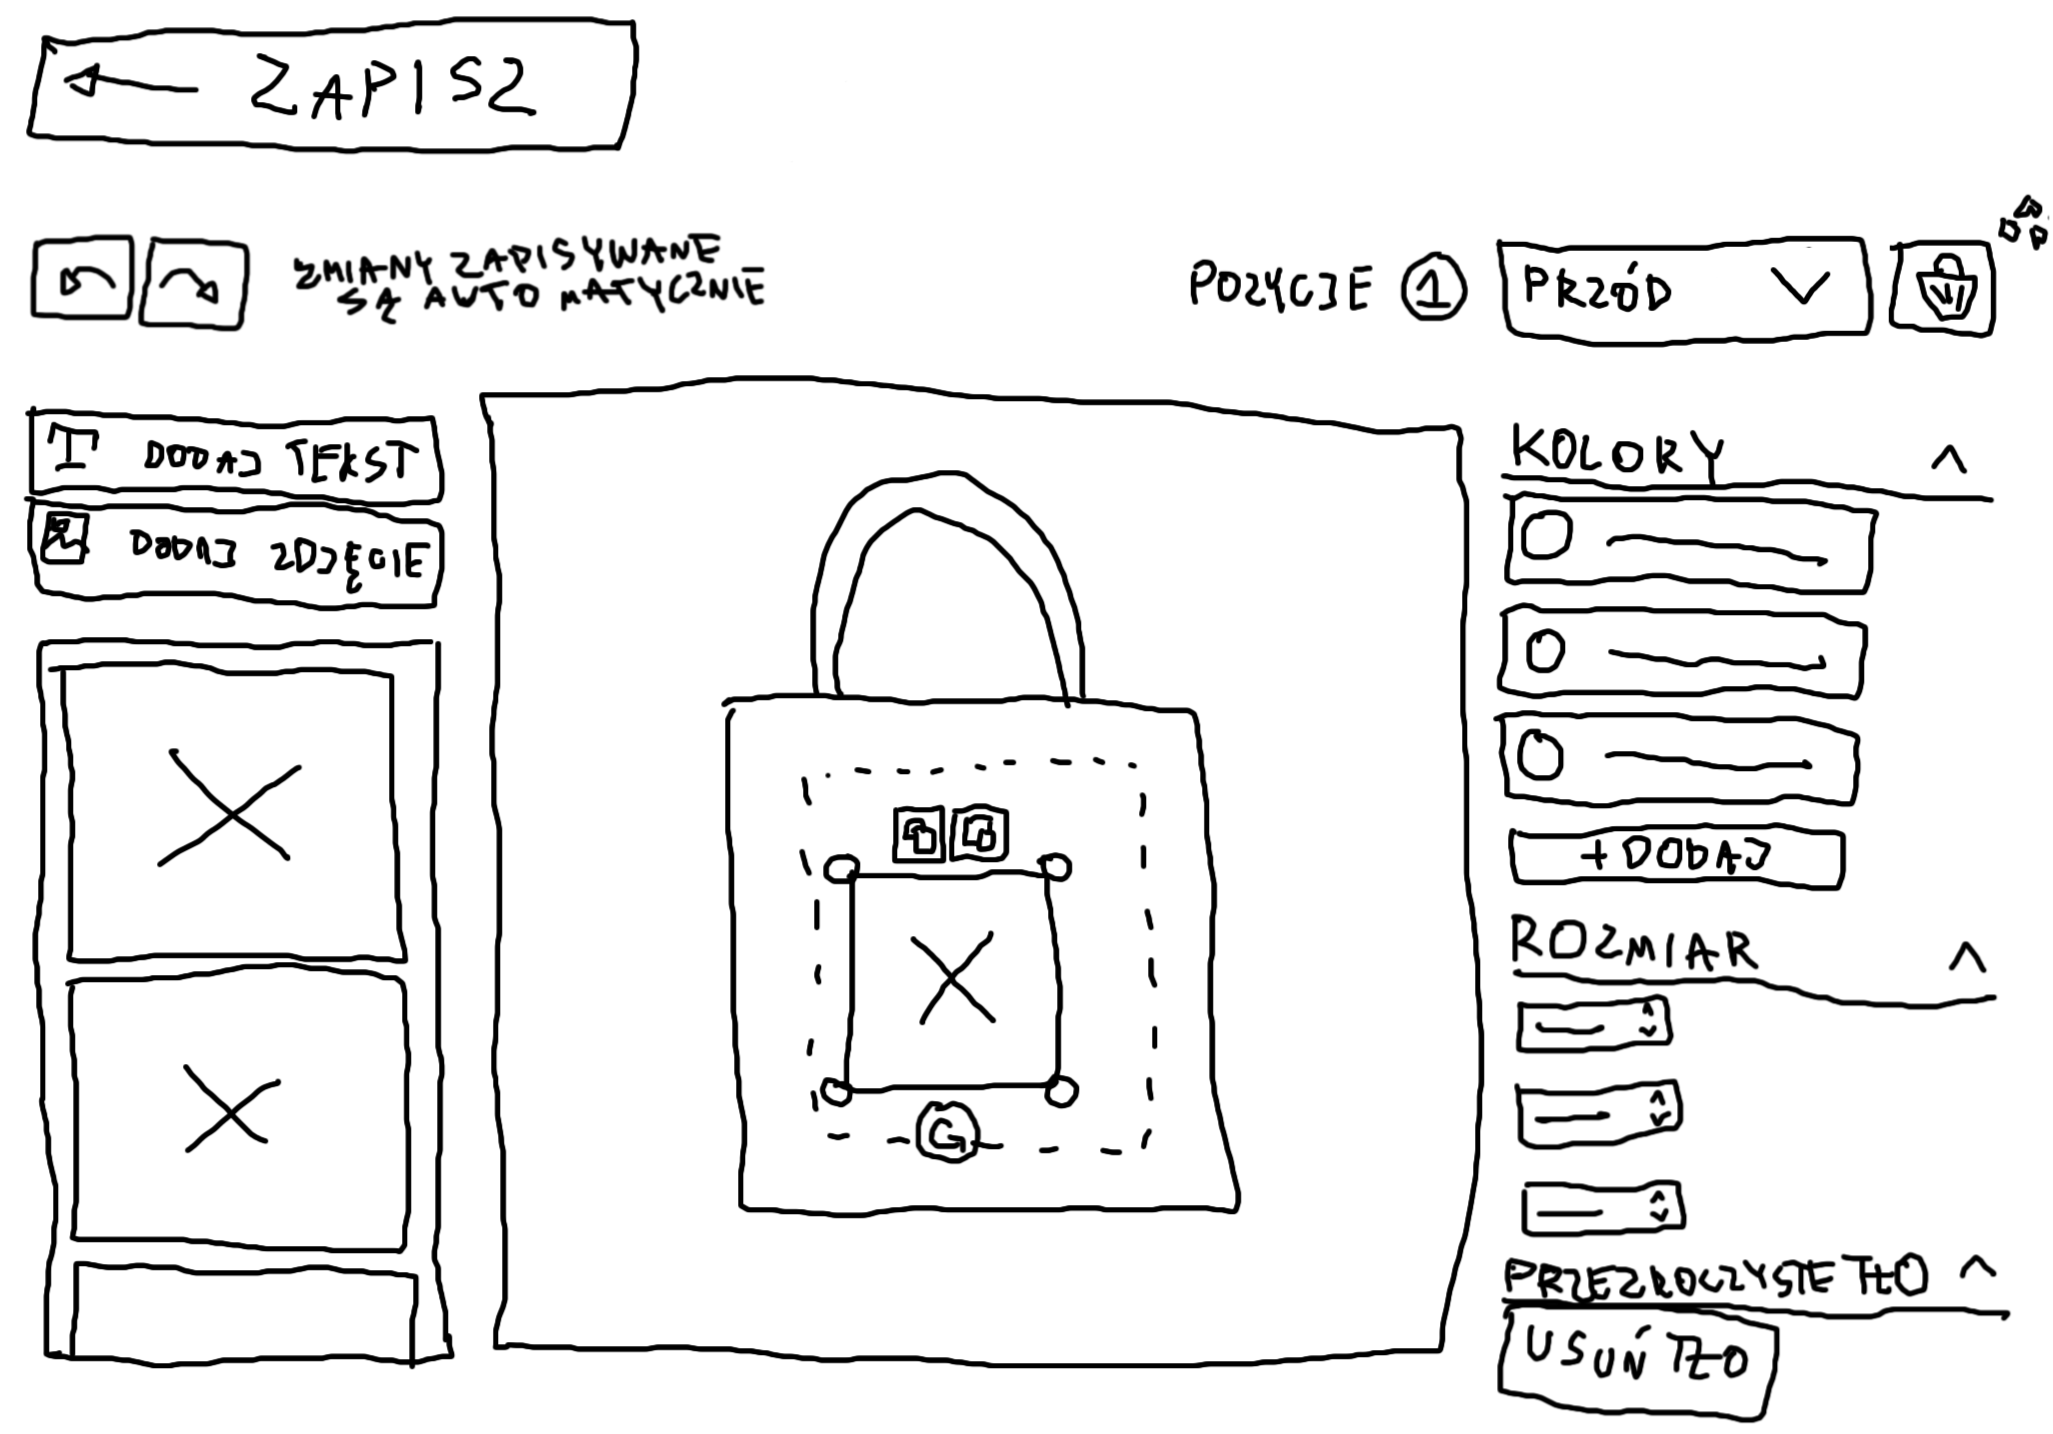 ZAPISZ
ZMIANY ZAPISYWANE
SĄ AUTOMATYCZNIE
POZYCJE 1 PRZÓD
T DODAJ TEKST
DODAJ ZDJĘCIE
KOLORY
+ DODAJ
ROZMIAR
PRZEZROCZYSTE TŁO
USUŃ TŁO